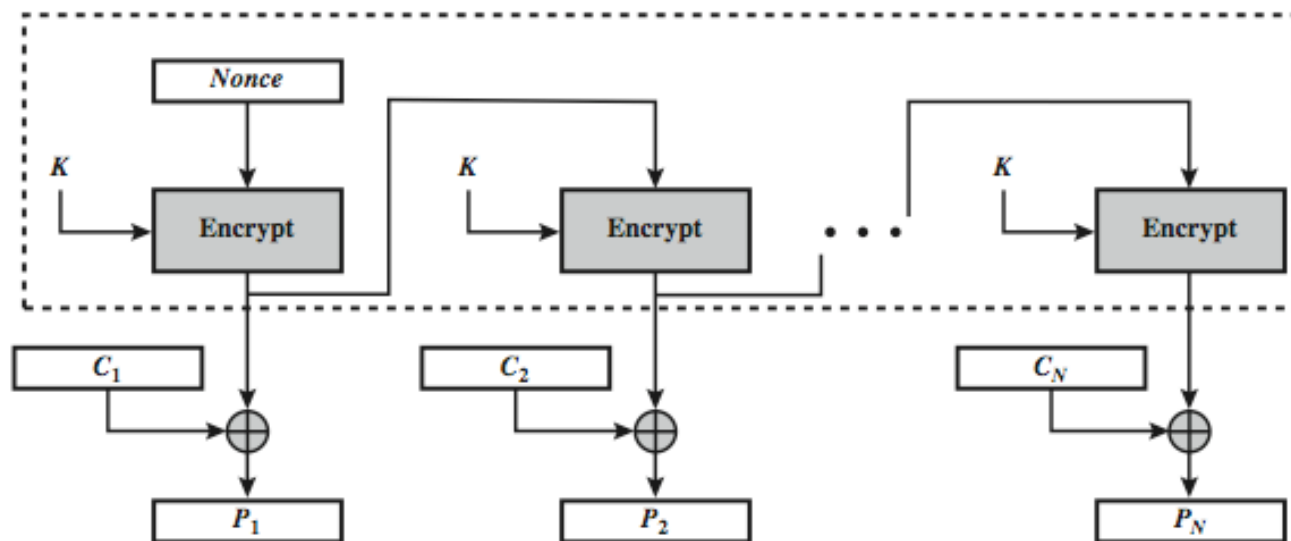 Nonce
K
K
K
Encrypt
Encrypt
Encrypt
C1
C2
CN
P1
P2
PN